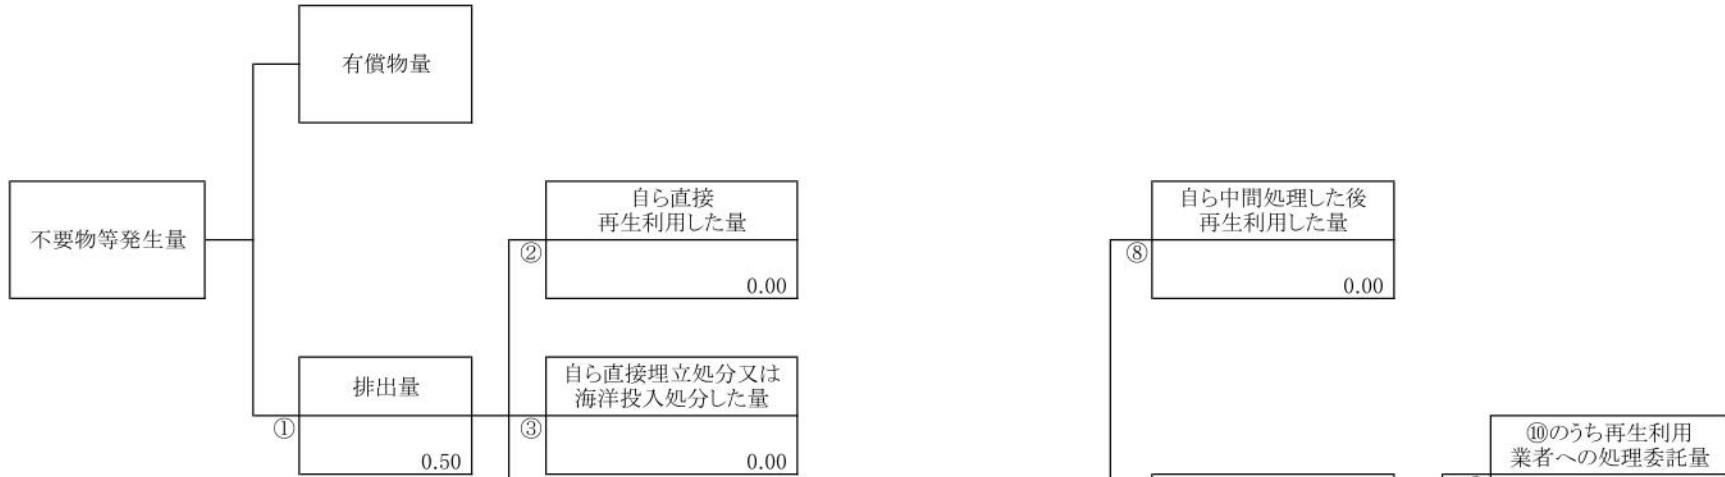 有償物量
不要物等発生量
自ら直接
再生利用した量
②
0.00
自ら中間処理した後
再生利用した量
⑧
0.00
排出量
①
0.50
自ら直接埋立処分又は
海洋投入処分した量
③
0.00
⑩のうち再生利用
業者への処理委託量